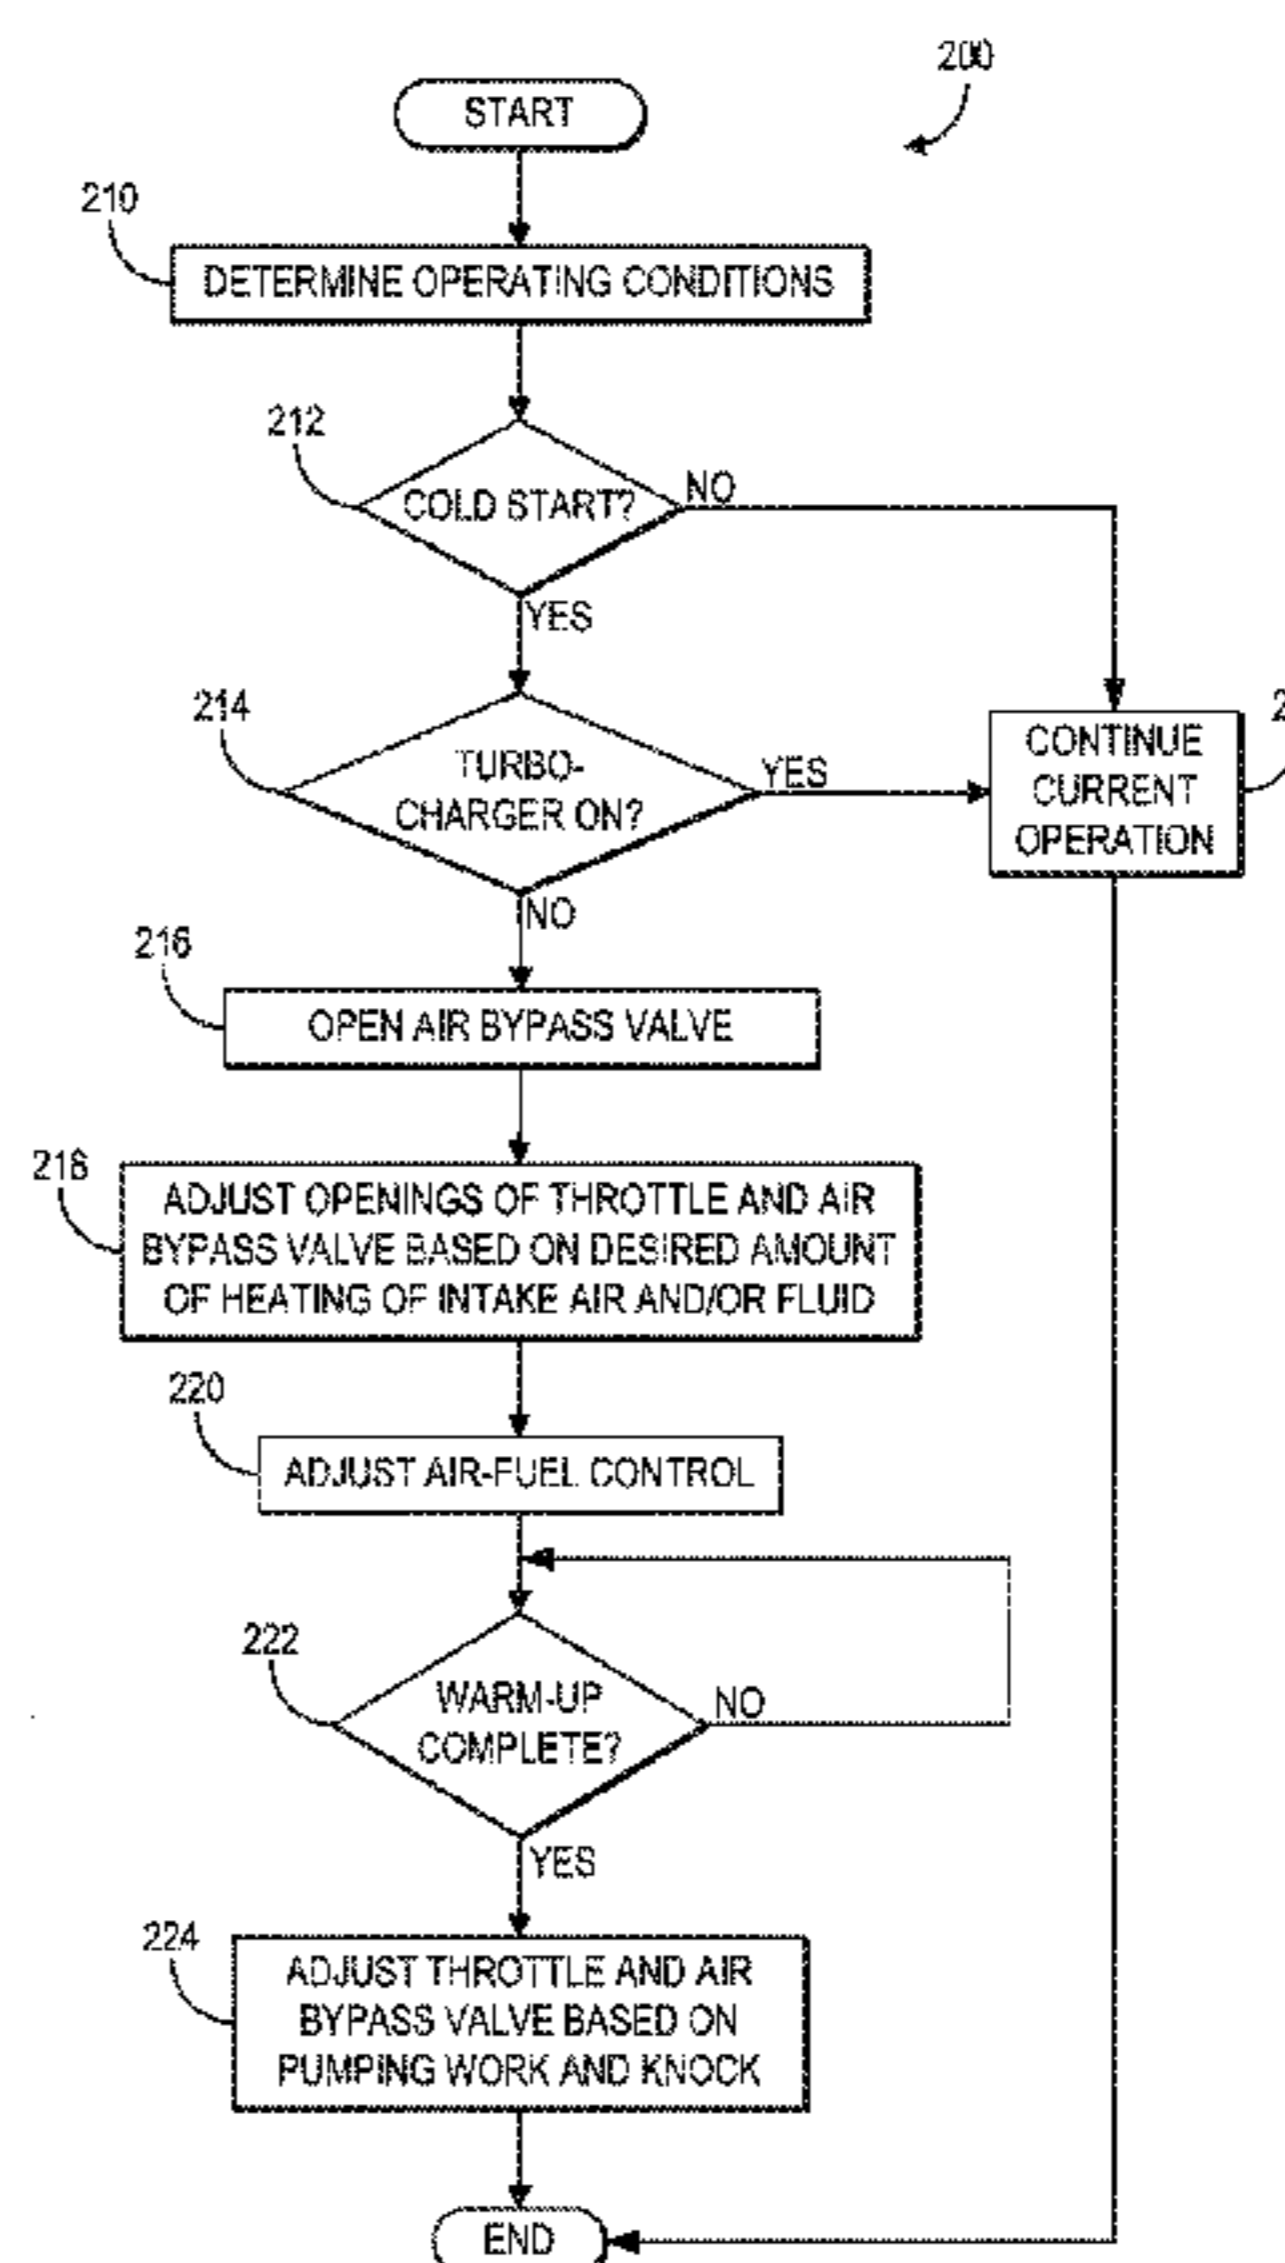 200
START
210
DETERMINE OPERATING CONDITIONS
212
COLD START?
NO
YES
214
TURBO-
CHARGER ON?
YES
NO
CONTINUE
CURRENT
OPERATION
216
OPEN AIR BYPASS VALVE
218
ADJUST OPENINGS OF THROTTLE AND AIR
BYPASS VALVE BASED ON DESIRED AMOUNT
OF HEATING OF INTAKE AIR AND/OR FLUID
220
ADJUST AIR-FUEL CONTROL
222
WARM-UP
COMPLETE?
NO
YES
224
ADJUST THROTTLE AND AIR
BYPASS VALVE BASED ON
PUMPING WORK AND KNOCK
END